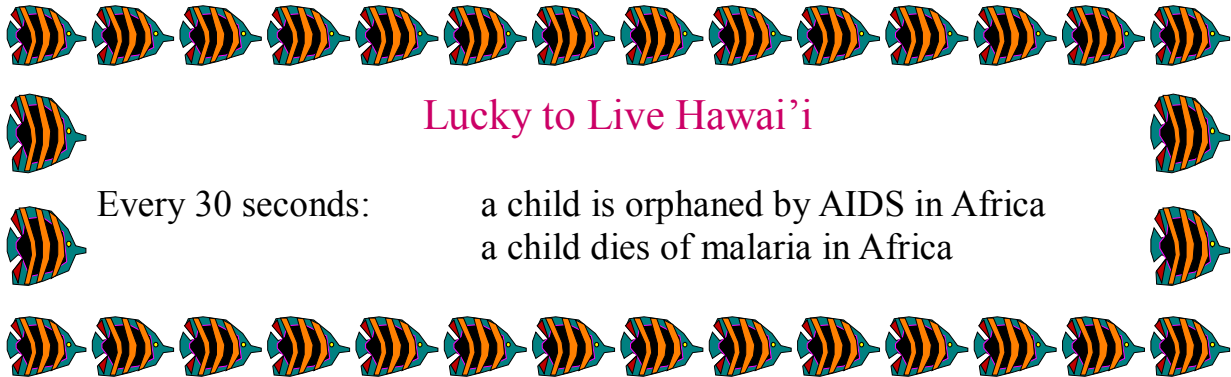 Lucky to Live Hawai’i
Every 30 seconds: a child is orphaned by AIDS in Africa
a child dies of malaria in Africa